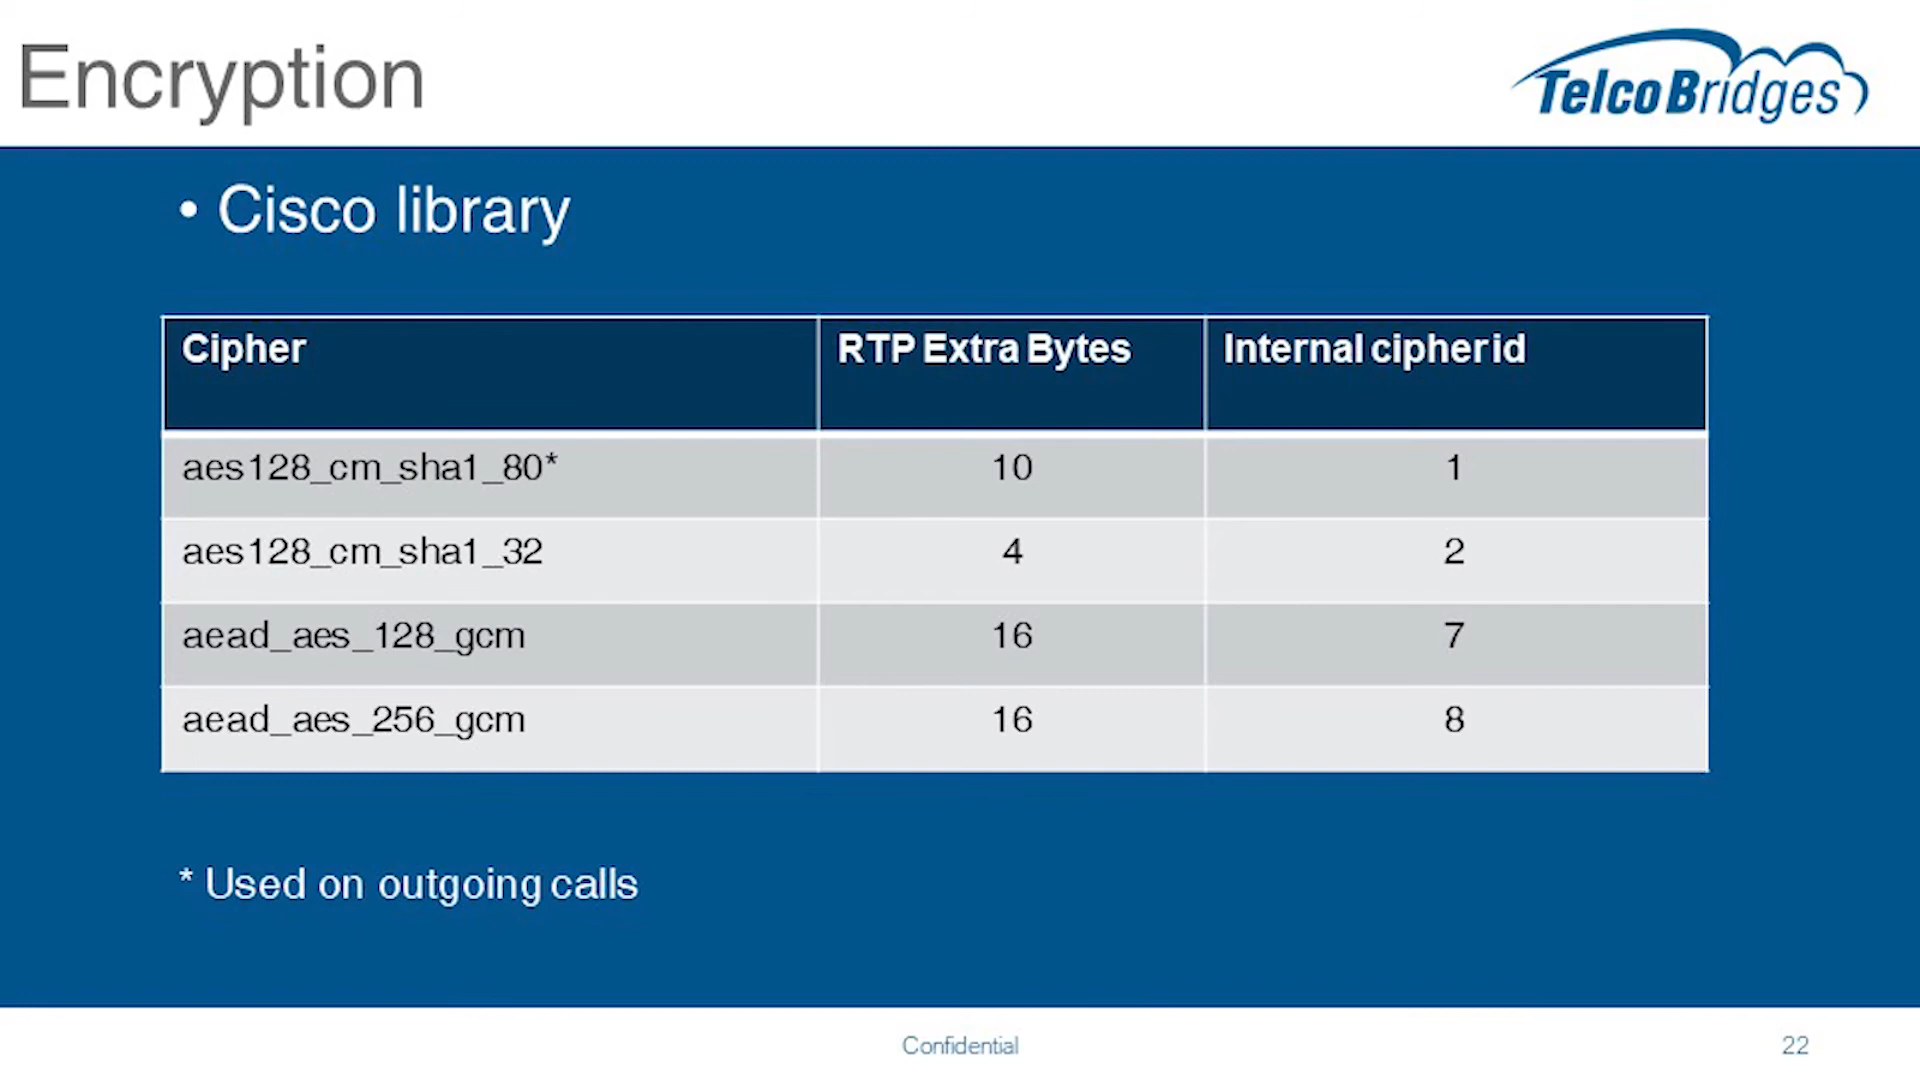 Encryption
TelcoBridges
• Cisco library
Cipher RTP Extra Bytes Internal cipher id
aes128_cm_sha1_80* 10 1
aes128_cm_sha1_32 4 2
aead_aes_128_gcm 16 7
aead_aes_256_gcm 16 8
* Used on outgoing calls
Confidential 22